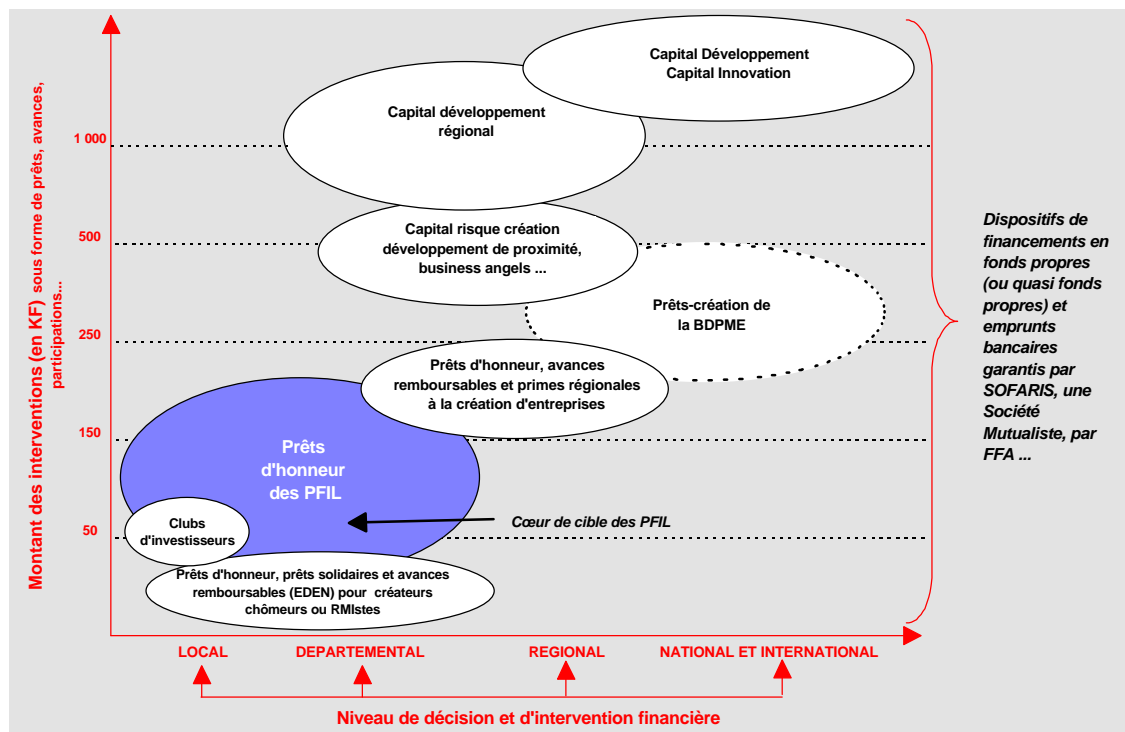 Montant des interventions (en KF) sous forme de prêts, avances,
participations...
1 000
500
250
150
50
Capital Développement
Capital Innovation
Capital développement
régional
Capital risque création
développement de proximité,
business angels ...
Prêts-création de
la BDPME
Prêts d'honneur, avances
remboursables et primes régionales
à la création d'entreprises
Prêts
d'honneur
des PFIL
Clubs
d'investisseurs
Cœur de cible des PFIL
Prêts d'honneur, prêts solidaires et avances
remboursables (EDEN) pour créateurs
chômeurs ou RMIstes
Dispositifs de
financements en
fonds propres
(ou quasi fonds
propres) et
emprunts
bancaires
garantis par
SOFARIS, une
Société
Mutualiste, par
FFA ...
LOCAL
DEPARTEMENTAL
REGIONAL
NATIONAL ET INTERNATIONAL
Niveau de décision et d'intervention financière